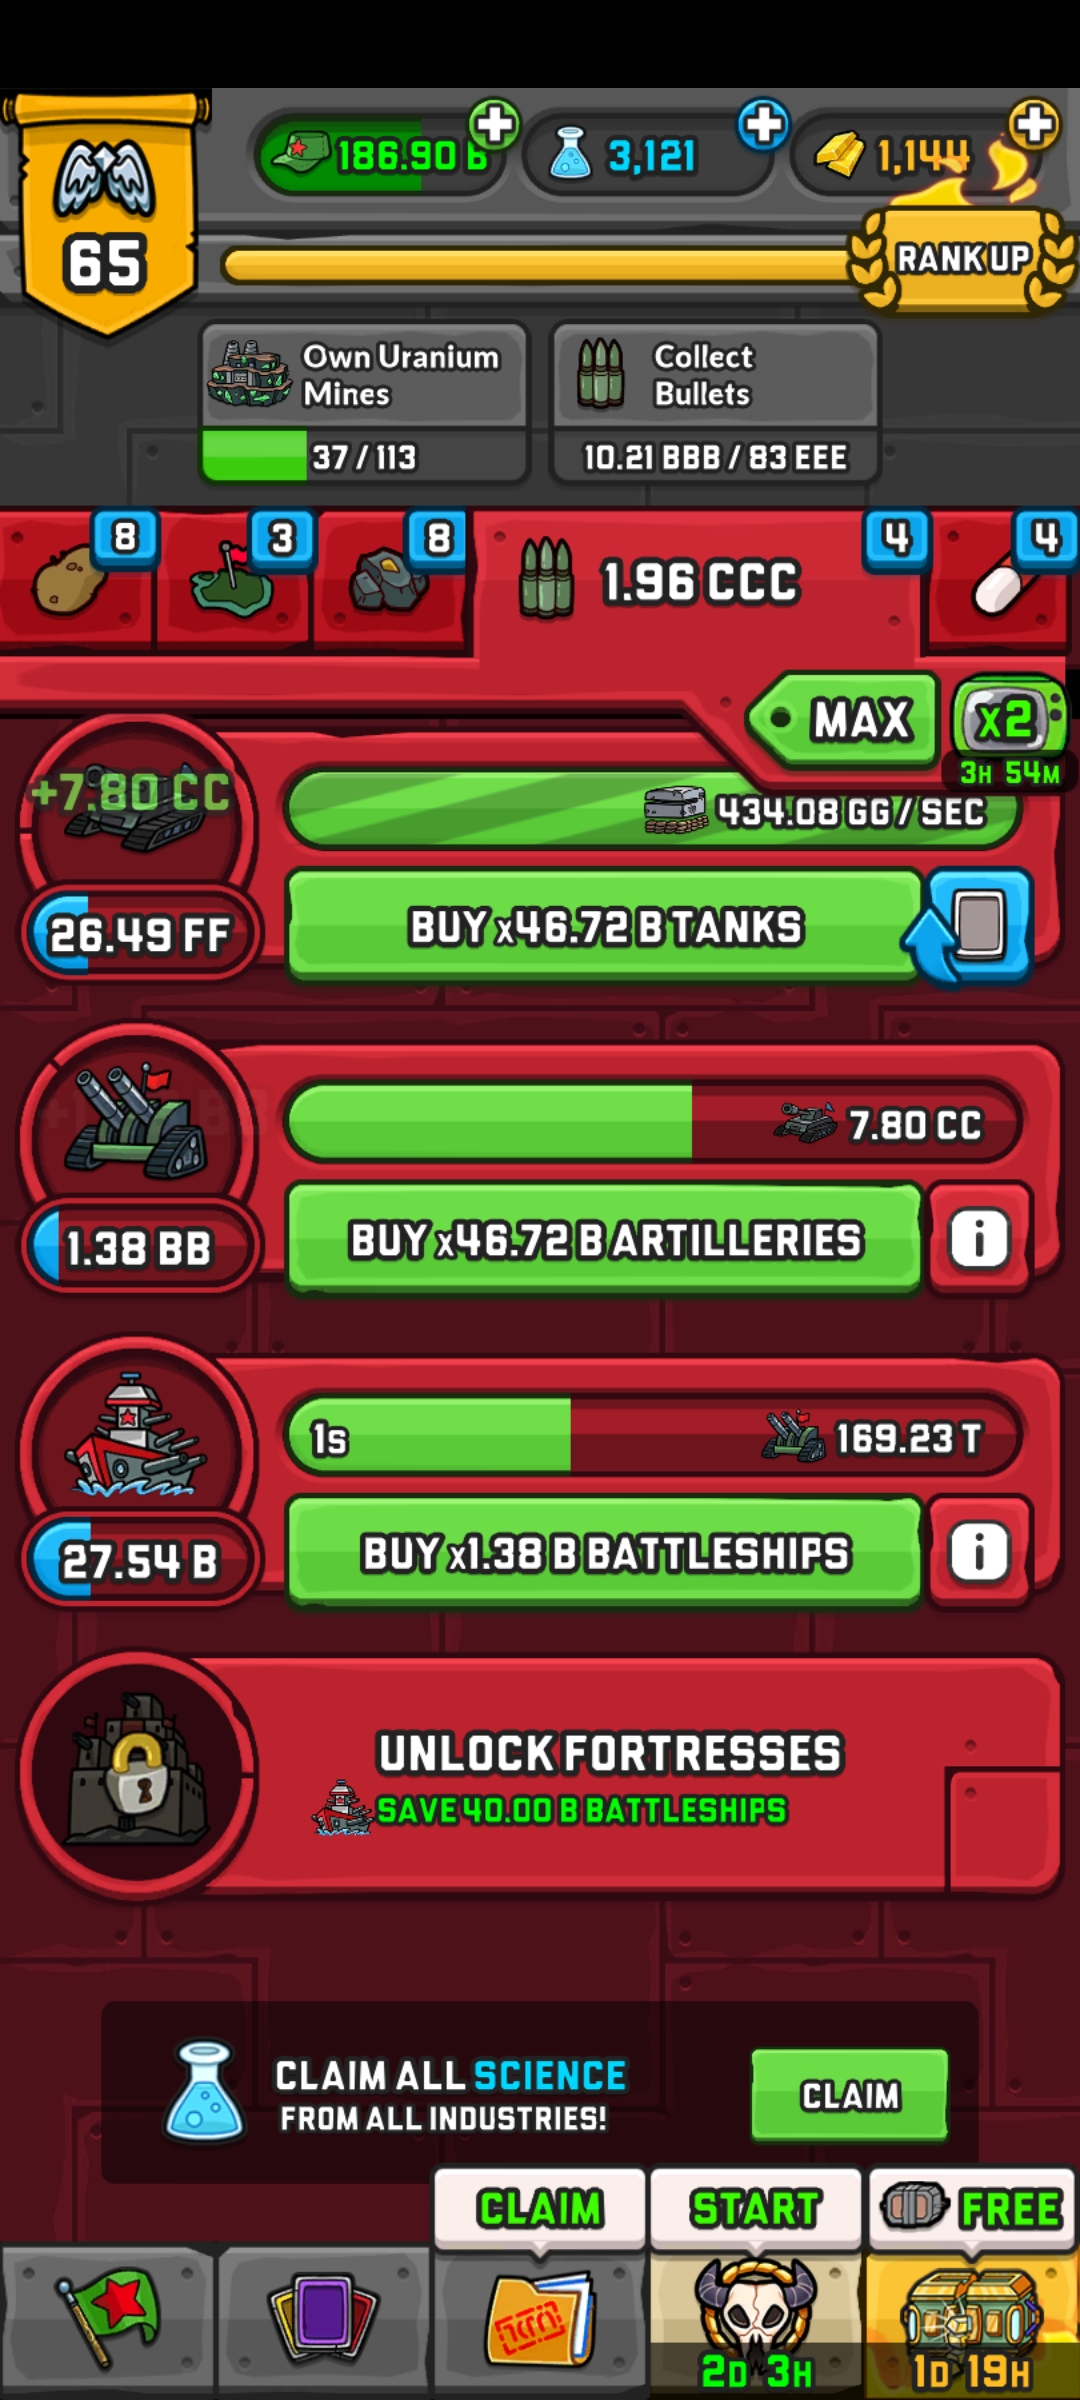 186.90 B
3,121
1,144
65
RANK UP
Own Uranium
Mines
37 / 113
Collect
Bullets
10.21 BBB / 83 EEE
8
3
8
1.96 CCC
4
4
MAX
x2
3H 54M
+7.80 CC
434.08 GG / SEC
26.49 FF
BUY x46.72 B TANKS
7.80 CC
1.38 BB
BUY x46.72 B ARTILLERIES
i
1s
169.23 T
27.54 B
BUY x1.38 B BATTLESHIPS
i
UNLOCK FORTRESSES
SAVE 40.00 B BATTLESHIPS
CLAIM ALL SCIENCE
FROM ALL INDUSTRIES!
CLAIM
CLAIM
START
FREE
2D 3H
1D 19H